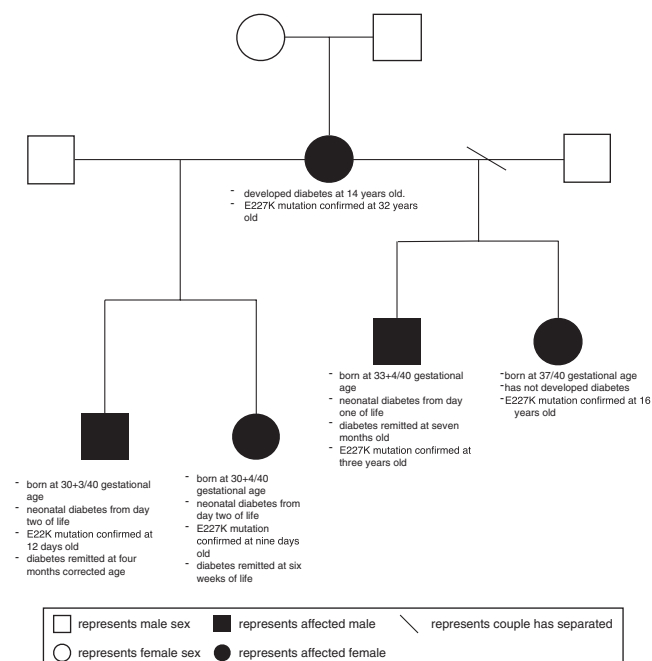 - developed diabetes at 14 years old.
- E227K mutation confirmed at 32 years
old
- born at 33+4/40 gestational
age
- neonatal diabetes from day
one of life
- diabetes remitted at seven
months old
- E227K mutation confirmed at
three years old
-born at 37/40 gestational age
-has not developed diabetes
-E227K mutation confirmed at 16
years old
- born at 30+3/40 gestational
age
- neonatal diabetes from day
two of life
- E22K mutation confirmed at
12 days old
- diabetes remitted at four
months corrected age
- born at 30+4/40
gestational age
- neonatal diabetes from
day two of life
- E227K mutation
confirmed at nine days
old
- diabetes remitted at six
weeks of life
represents male sex
represents affected male
represents couple has separated
represents female sex
represents affected female